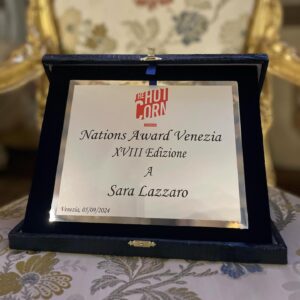 THE
HOT
CORN
Nations Award Venezia
XVIII Edizione
A
Sara Lazzaro
Venezia, 05/09/2024